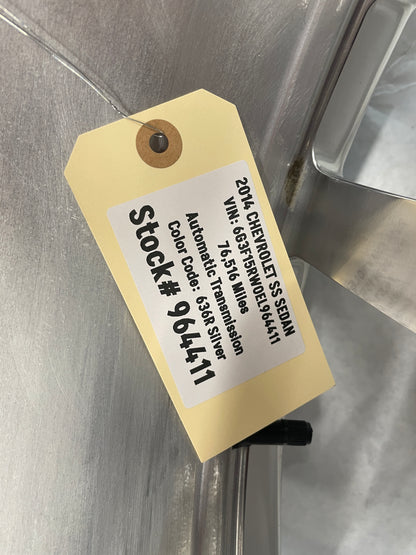 2014 CHEVROLET SS SEDAN
VIN: 6G3F15RW0EL964411
76,516 Miles
Automatic Transmission
Color Code: 636R Silver
Stock# 964411